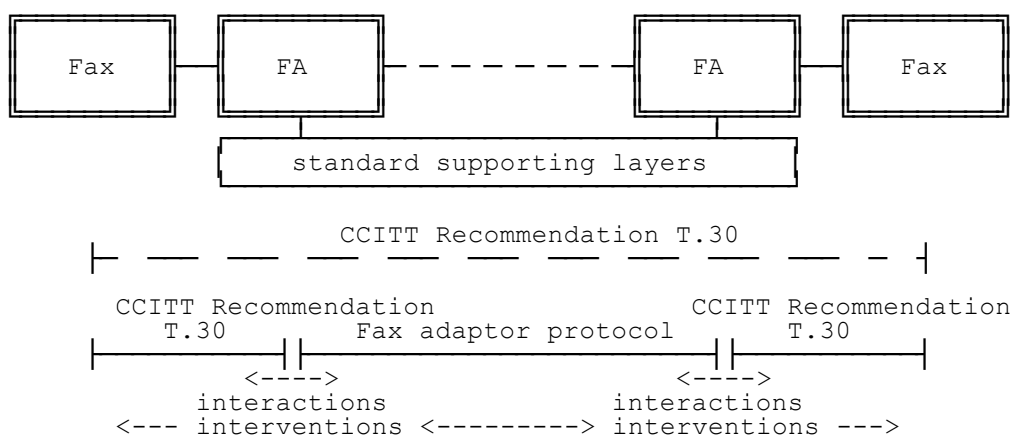 Fax FA FA Fax
standard supporting layers
CCITT Recommendation T.30
CCITT Recommendation CCITT Recommendation
T.30 Fax adaptor protocol T.30
<----> <---->
interactions interactions
<--- interventions <---------> interventions --->